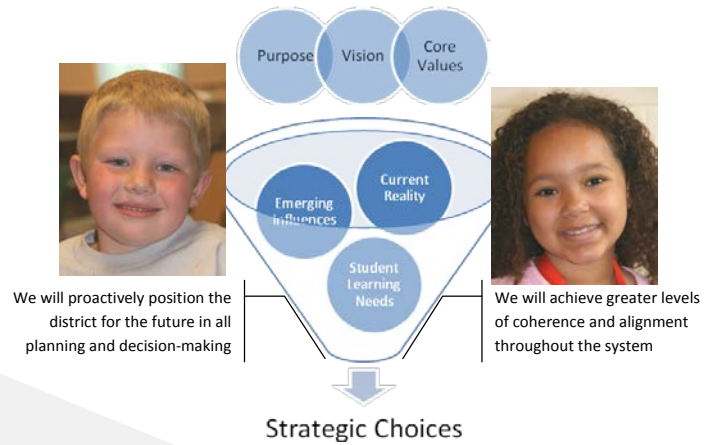 Purpose
Vision
Core
Values
Emerging
influences
Current
Reality
Student
Learning
Needs
We will proactively position the
district for the future in all
planning and decision-making
We will achieve greater levels
of coherence and alignment
throughout the system
Strategic Choices